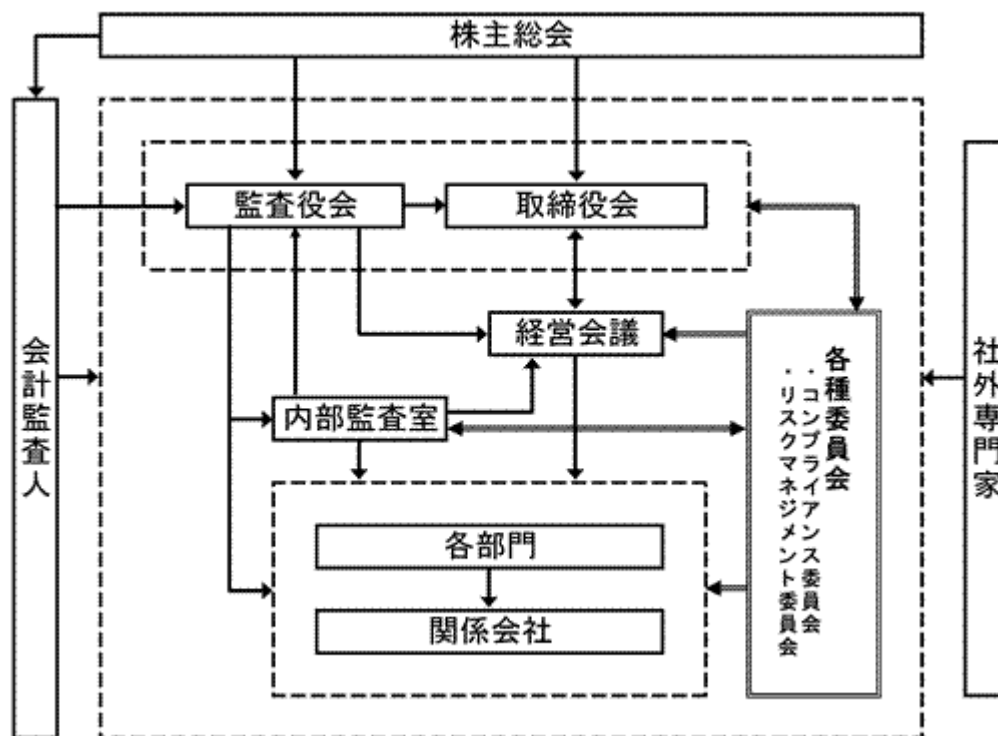 株主総会
監査役会
取締役会
経営会議
内部監査室
各部門
関係会社
会計監査人
各種委員会
・コンプライアンス委員会
・リスクマネジメント委員会
社外専門家